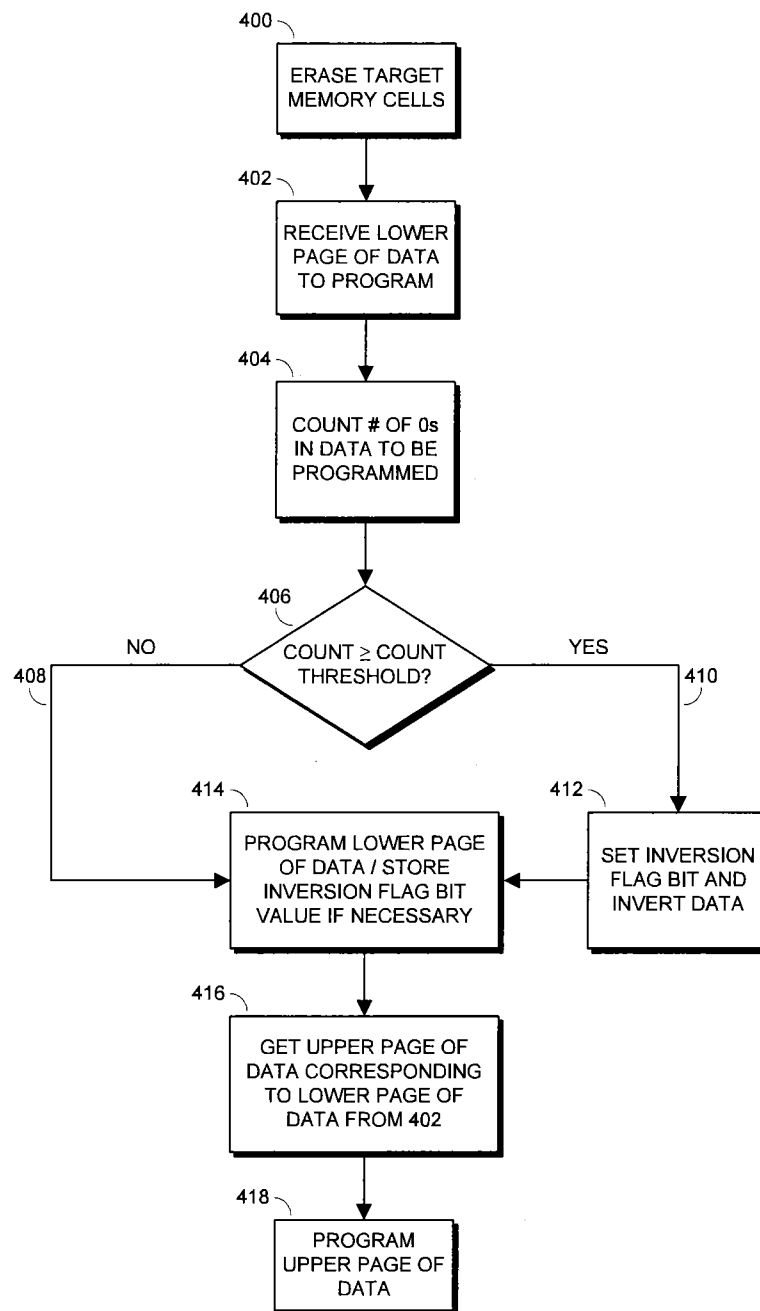 400
ERASE TARGET
MEMORY CELLS
402
RECEIVE LOWER
PAGE OF DATA
TO PROGRAM
404
COUNT # OF 0s
IN DATA TO BE
PROGRAMMED
406
COUNT ≥ COUNT
THRESHOLD?
NO
YES
408
410
414
PROGRAM LOWER PAGE
OF DATA / STORE
INVERSION FLAG BIT
VALUE IF NECESSARY
412
SET INVERSION
FLAG BIT AND
INVERT DATA
416
GET UPPER PAGE OF
DATA CORRESPONDING
TO LOWER PAGE OF
DATA FROM 402
418
PROGRAM
UPPER PAGE OF
DATA